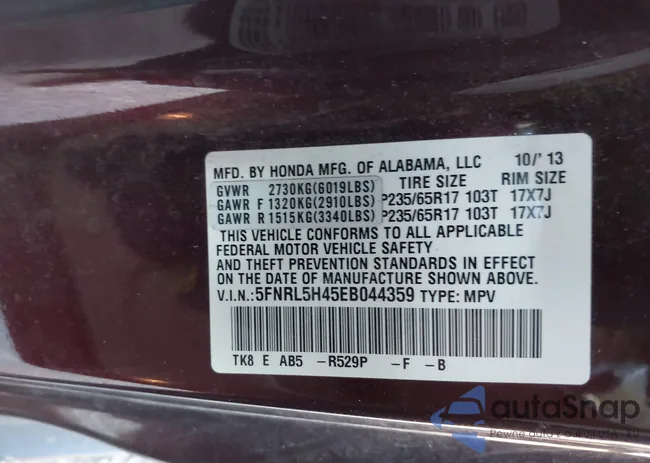 MFD. BY HONDA MFG. OF ALABAMA, LLC 10/'13
GVWR 2730KG(6019LBS) TIRE SIZE RIM SIZE
GAWR F 1320KG(2910LBS) P235/65R17 103T 17X7J
GAWR R 1515KG(3340LBS) P235/65R17 103T 17X7J
THIS VEHICLE CONFORMS TO ALL APPLICABLE
FEDERAL MOTOR VEHICLE SAFETY
AND THEFT PREVENTION STANDARDS IN EFFECT
ON THE DATE OF MANUFACTURE SHOWN ABOVE.
V.I.N.:5FNRL5H45EB044359 TYPE: MPV
TK8 E AB5 -R529P -F -B
autoSnap
Pewne auto z